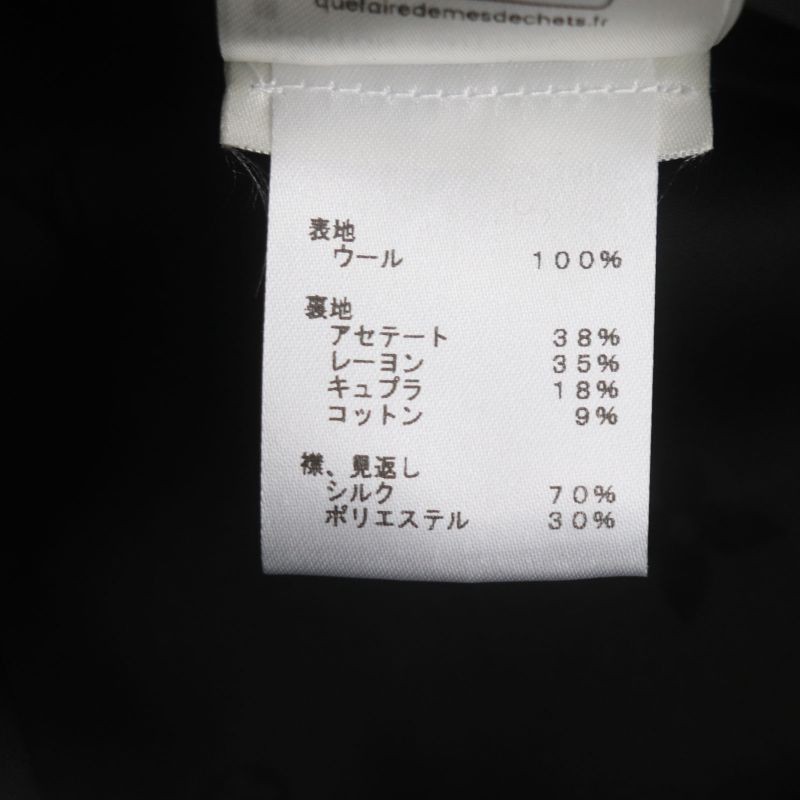 quefairedemesdechets.fr
表地
ウール 100%
裏地
アセテート 38%
レーヨン 35%
キュプラ 18%
コットン 9%
襟、見返し
シルク 70%
ポリエステル 30%